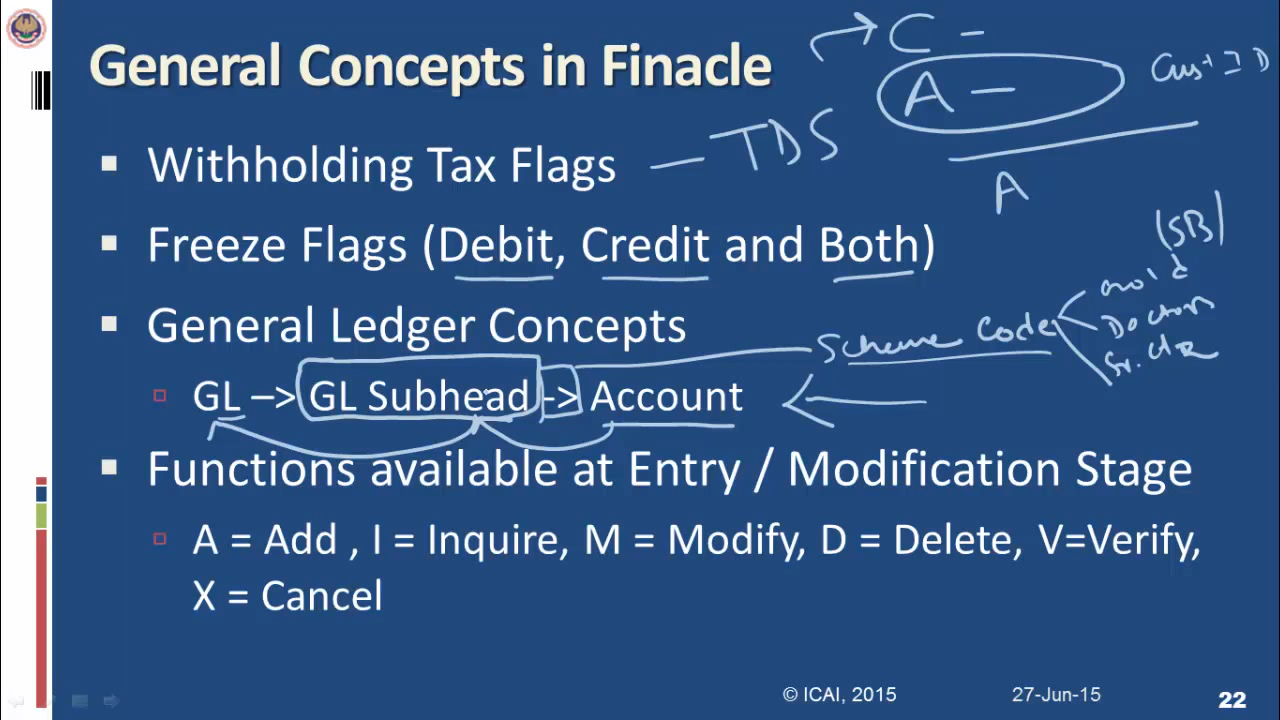 General Concepts in Finacle
C -
A -
Cust ID
▪ Withholding Tax Flags
- TDS
A
▪ Freeze Flags (Debit, Credit and Both)
(SB)
▪ General Ledger Concepts
Scheme Code
Doctors
GL –> GL Subhead -> Account
▪ Functions available at Entry / Modification Stage
A = Add , I = Inquire, M = Modify, D = Delete, V=Verify,
X = Cancel
© ICAI, 2015
27-Jun-15
22